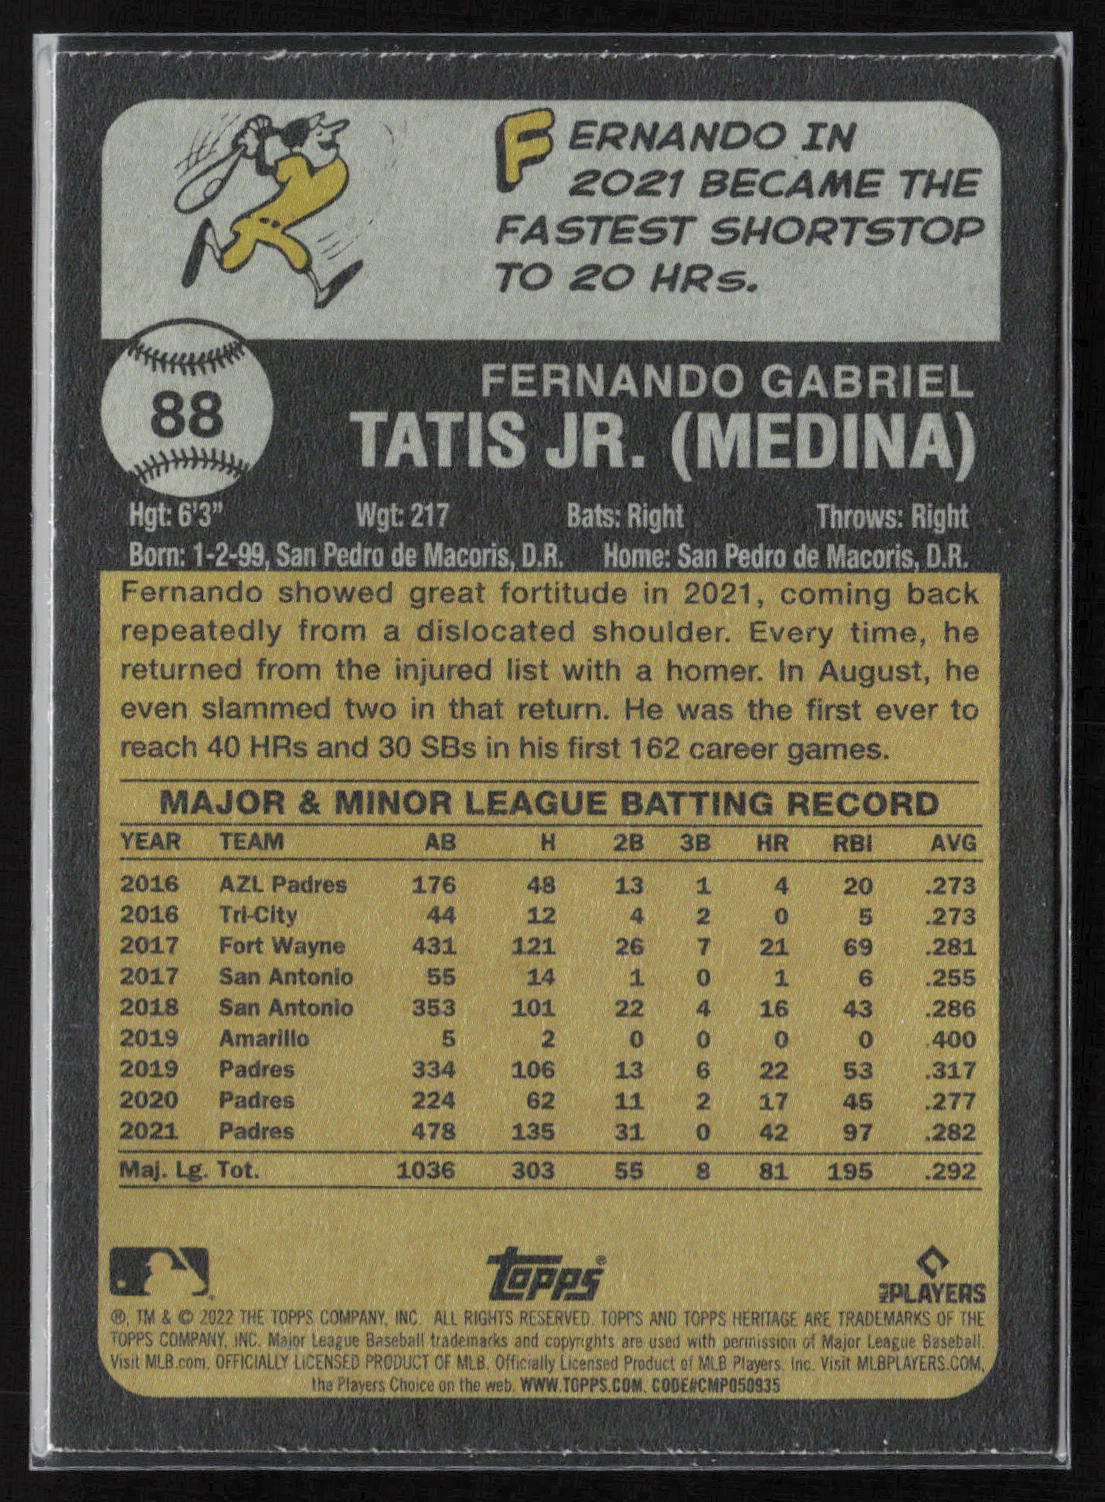 FERNANDO IN
2021 BECAME THE
FASTEST SHORTSTOP
TO 20 HRs.
88
FERNANDO GABRIEL
TATIS JR. (MEDINA)
Hgt: 6'3" Wgt: 217 Bats: Right Throws: Right
Born: 1-2-99, San Pedro de Macoris, D.R. Home: San Pedro de Macoris, D.R.
Fernando showed great fortitude in 2021, coming back
repeatedly from a dislocated shoulder. Every time, he
returned from the injured list with a homer. In August, he
even slammed two in that return. He was the first ever to
reach 40 HRs and 30 SBs in his first 162 career games.
MAJOR & MINOR LEAGUE BATTING RECORD
YEAR TEAM AB H 2B 3B HR RBI AVG
2016 AZL Padres 176 48 13 1 4 20 .273
2016 Tri-City 44 12 4 2 0 5 .273
2017 Fort Wayne 431 121 26 7 21 69 .281
2017 San Antonio 55 14 1 0 1 6 .255
2018 San Antonio 353 101 22 4 16 43 .286
2019 Amarillo 5 2 0 0 0 0 .400
2019 Padres 334 106 13 6 22 53 .317
2020 Padres 224 62 11 2 17 45 .277
2021 Padres 478 135 31 0 42 97 .282
Maj. Lg. Tot. 1036 303 55 8 81 195 .292
topps®
PLAYERS
®, TM & © 2022 THE TOPPS COMPANY, INC. ALL RIGHTS RESERVED. TOPPS AND TOPPS HERITAGE ARE TRADEMARKS OF THE
TOPPS COMPANY, INC. Major League Baseball trademarks and copyrights are used with permission of Major League Baseball.
Visit MLB.com. OFFICIALLY LICENSED PRODUCT OF MLB. Officially Licensed Product of MLB Players, Inc. Visit MLBPLAYERS.COM,
the Players Choice on the web. WWW.TOPPS.COM. CODE#CMP050935